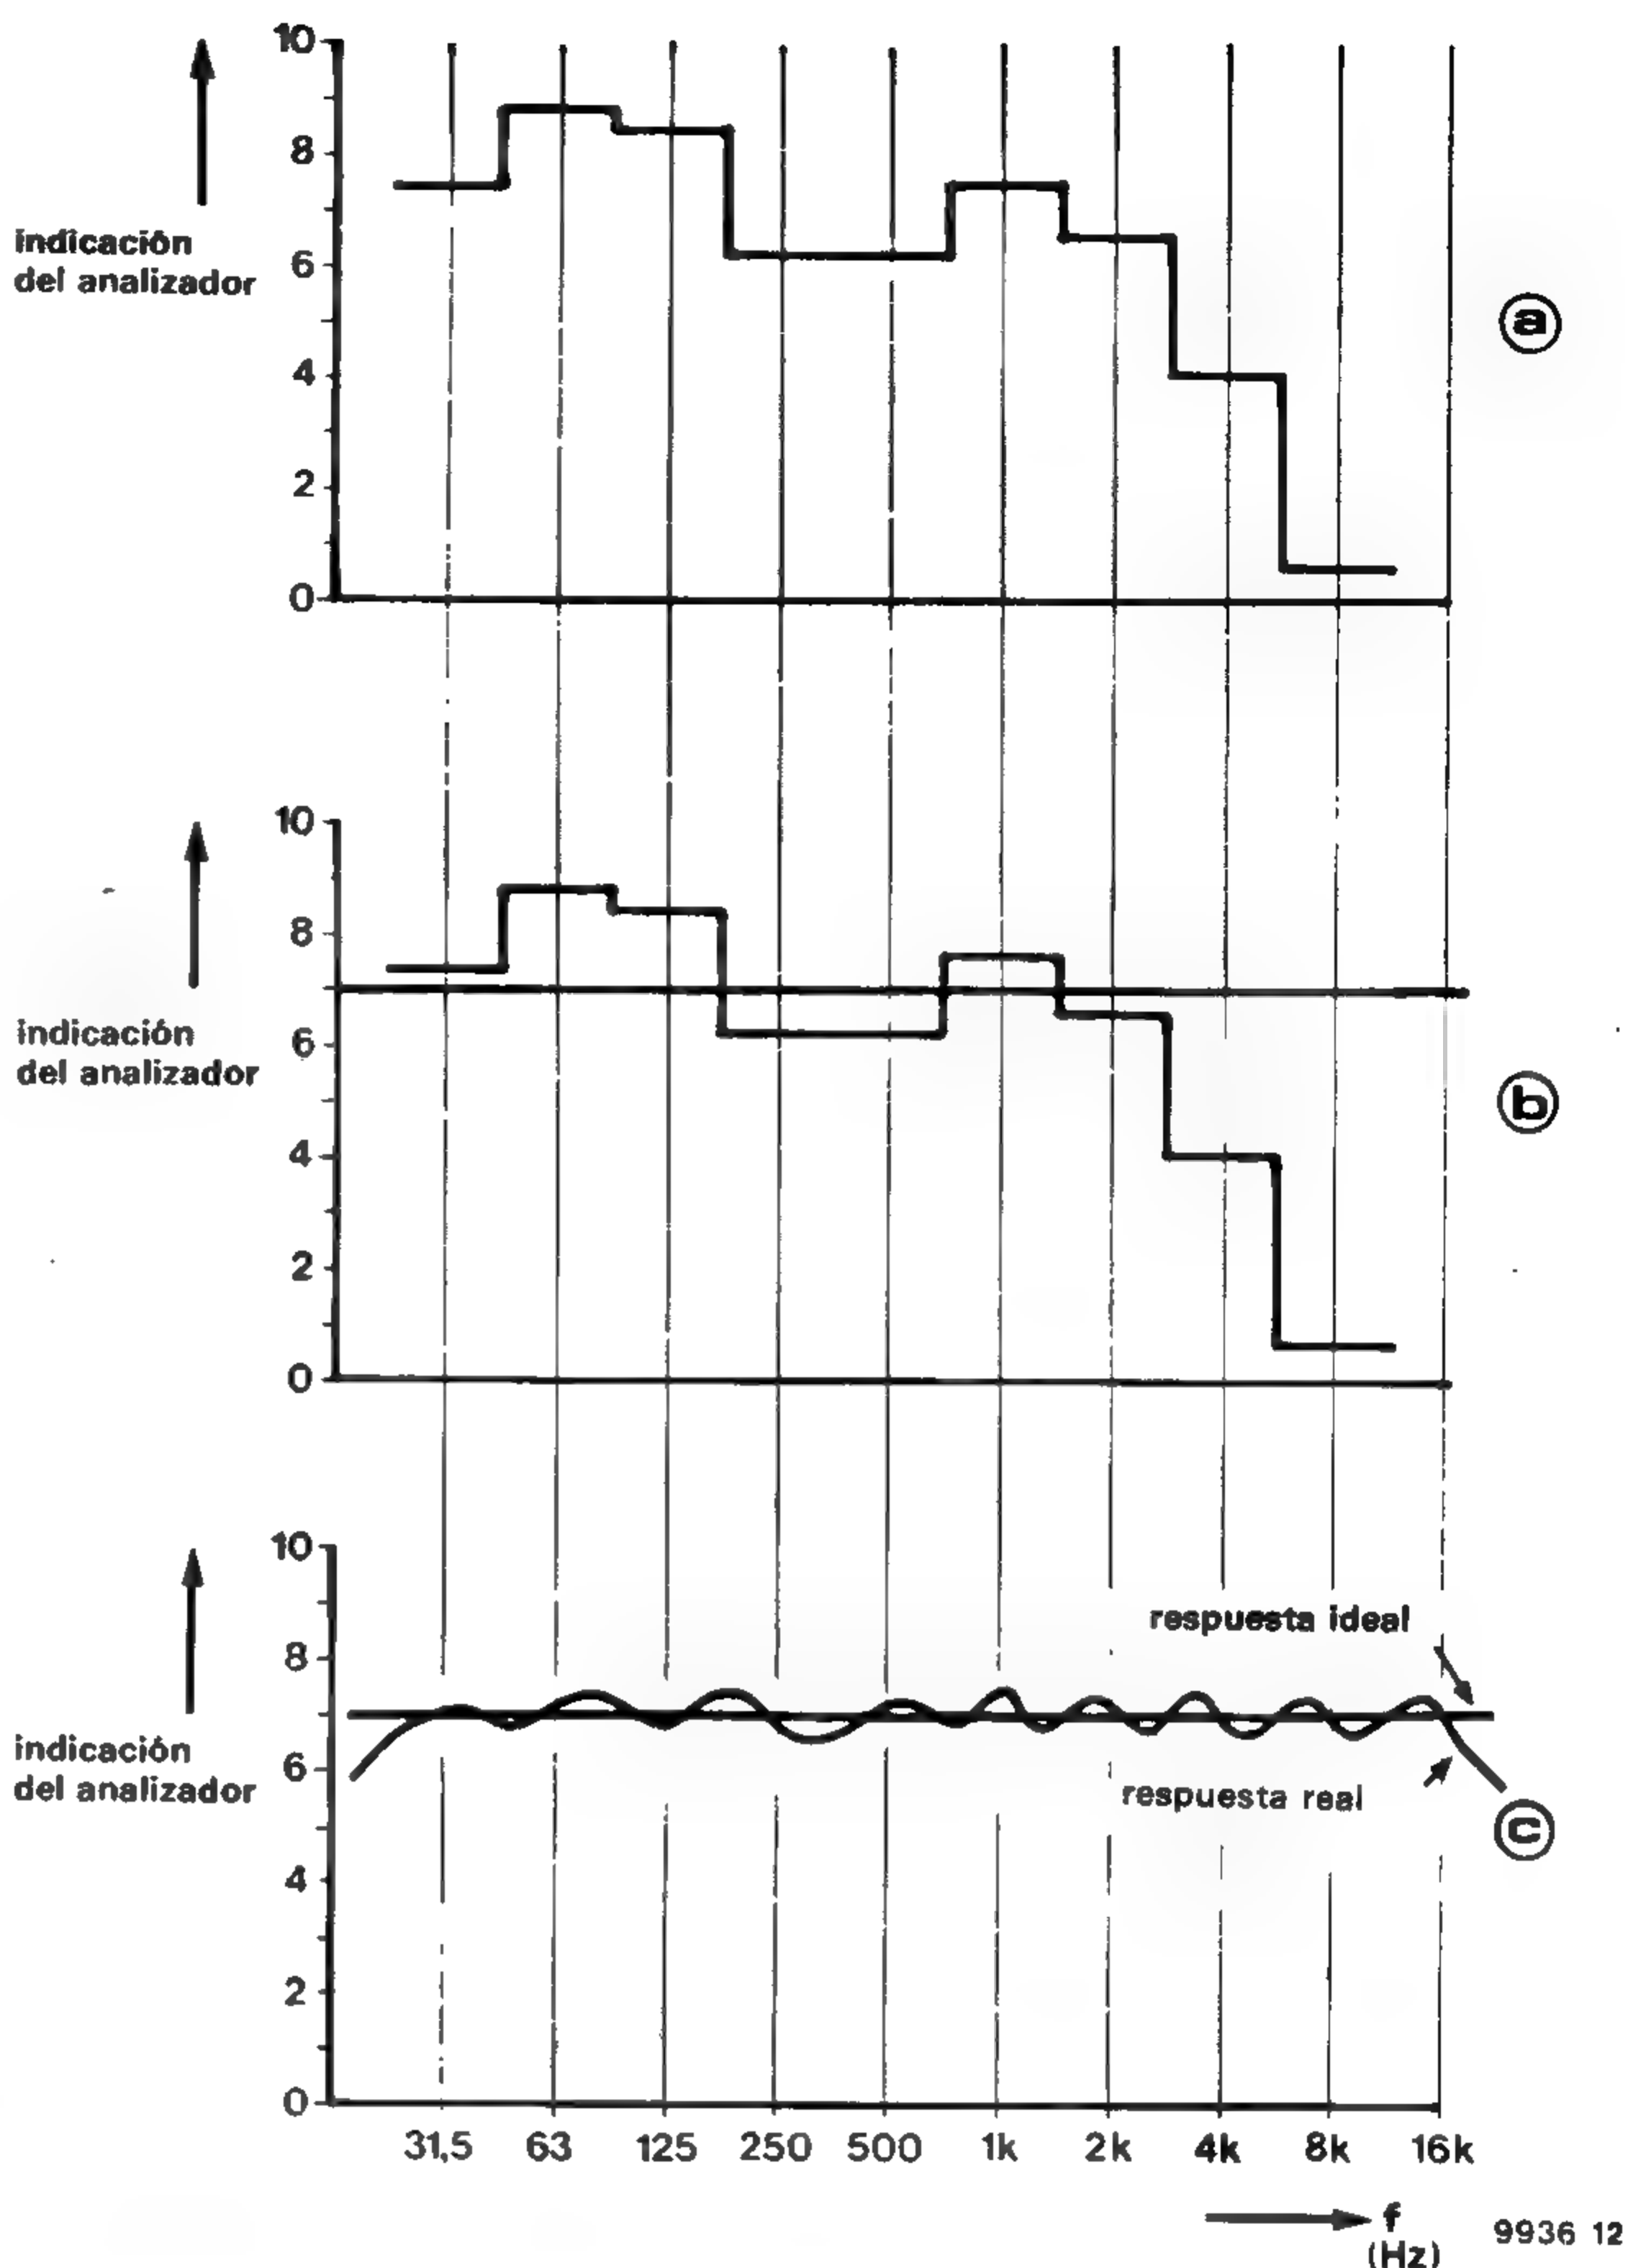 10
8
6
4
2
0
indicación
del analizador
a
10
8
6
4
2
0
indicación
del analizador
b
10
8
6
4
2
0
indicación
del analizador
respuesta ideal
respuesta real
c
31,5 63 125 250 500 1k 2k 4k 8k 16k
f
(Hz)
9936 12